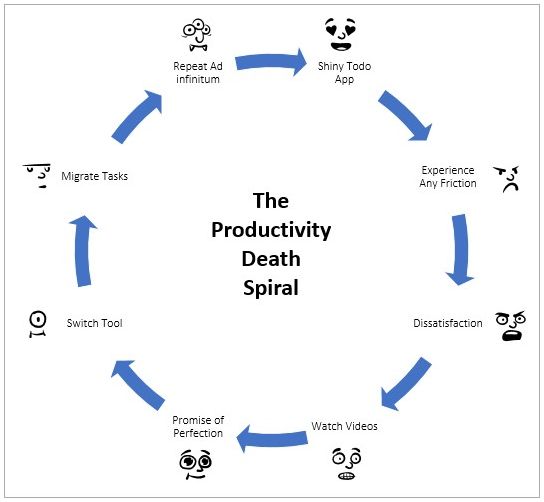 The
Productivity
Death
Spiral
Shiny Todo
App
Experience
Any Friction
Dissatisfaction
Watch Videos
Promise of
Perfection
Switch Tool
Migrate Tasks
Repeat Ad
infinitum